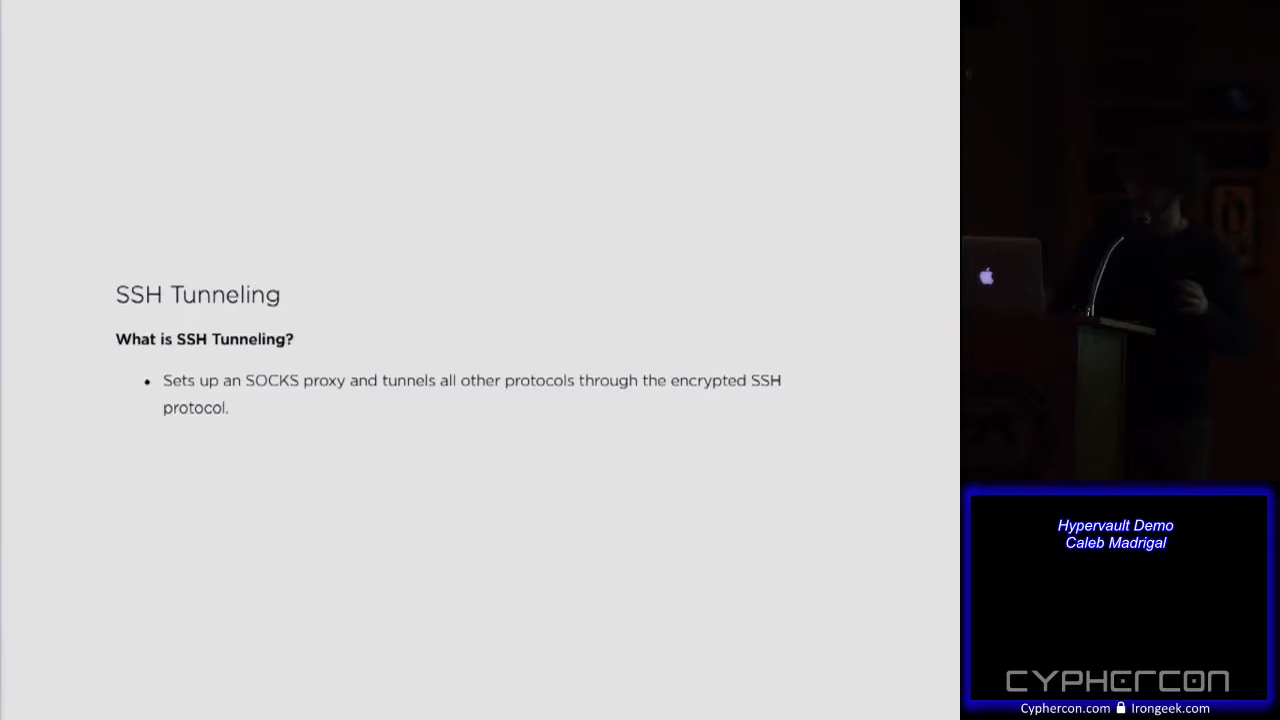 SSH Tunneling
What is SSH Tunneling?
• Sets up an SOCKS proxy and tunnels all other protocols through the encrypted SSH
protocol.
Hypervault Demo
Caleb Madrigal
CYPHERCON
Cyphercon.com Irongeek.com